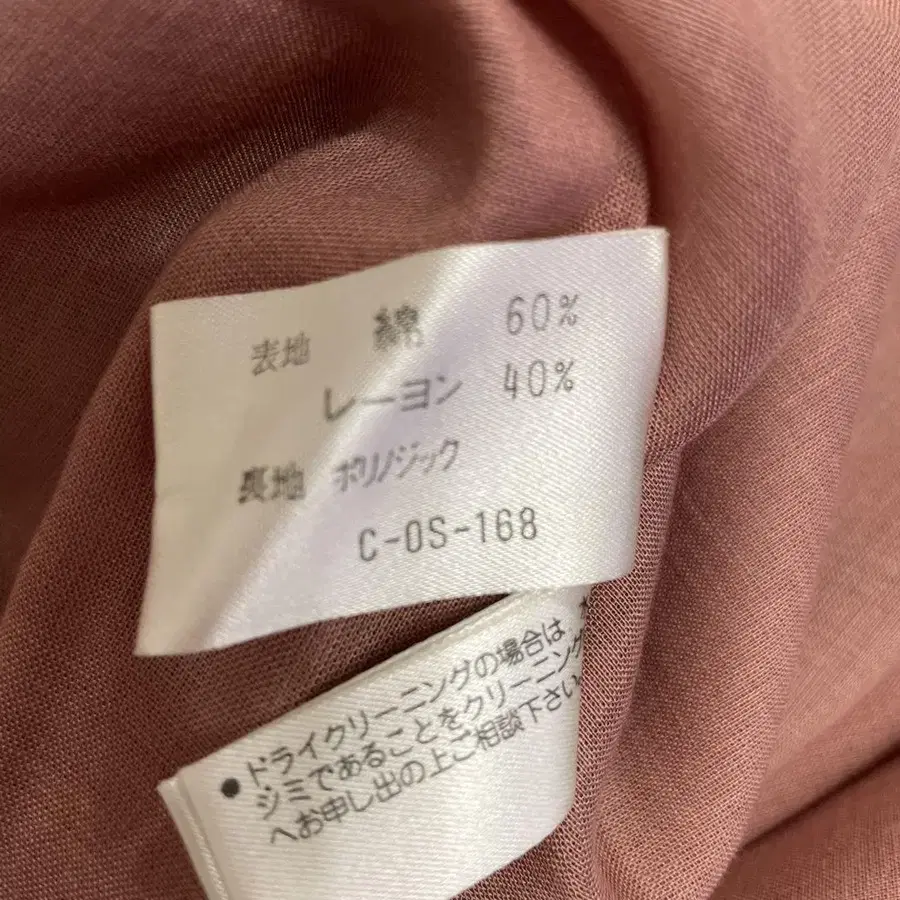 表地 綿 60%
レーヨン 40%
裏地 ポリノジック
C-OS-168
●ドライクリーニングの場合は
ジミであることをクリーニング
へお申し出の上ご相談下さい。